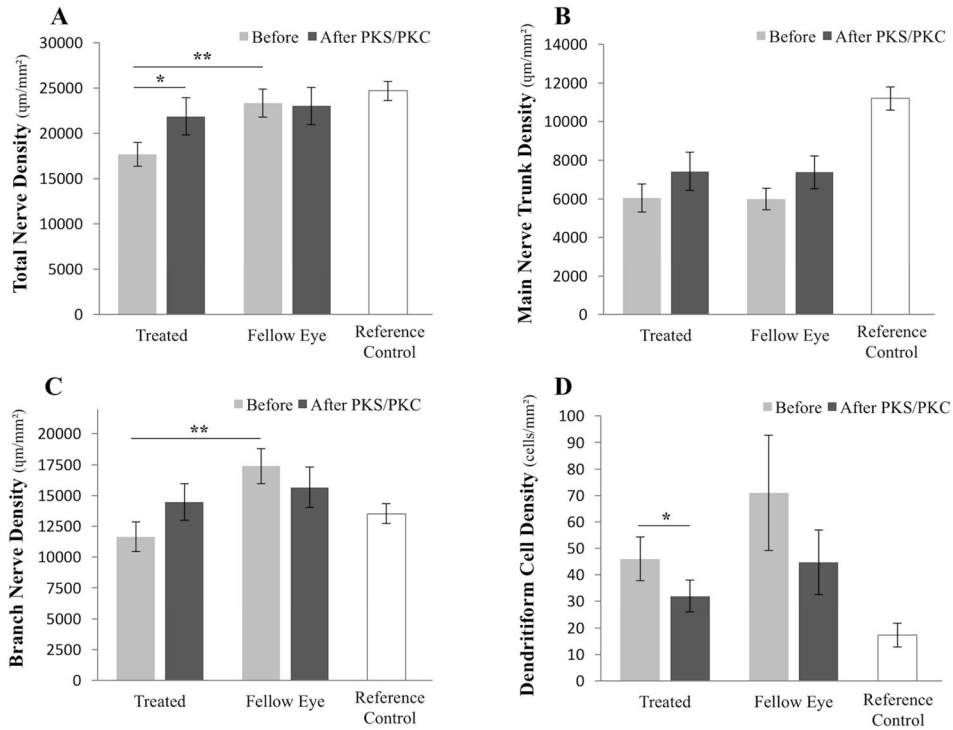 A
Before After PKS/PKC
Total Nerve Density (qm/mm²)
30000
25000
20000
15000
10000
5000
0
**
*
Treated Fellow Eye Reference Control
B
Before After PKS/PKC
Main Nerve Trunk Density (qm/mm²)
14000
12000
10000
8000
6000
4000
2000
0
Treated Fellow Eye Reference Control
C
Before After PKS/PKC
Branch Nerve Density (qm/mm²)
20000
17500
15000
12500
10000
7500
5000
2500
0
**
Treated Fellow Eye Reference Control
D
Before After PKS/PKC
Dendritiform Cell Density (cells/mm²)
100
90
80
70
60
50
40
30
20
10
0
*
Treated Fellow Eye Reference Control